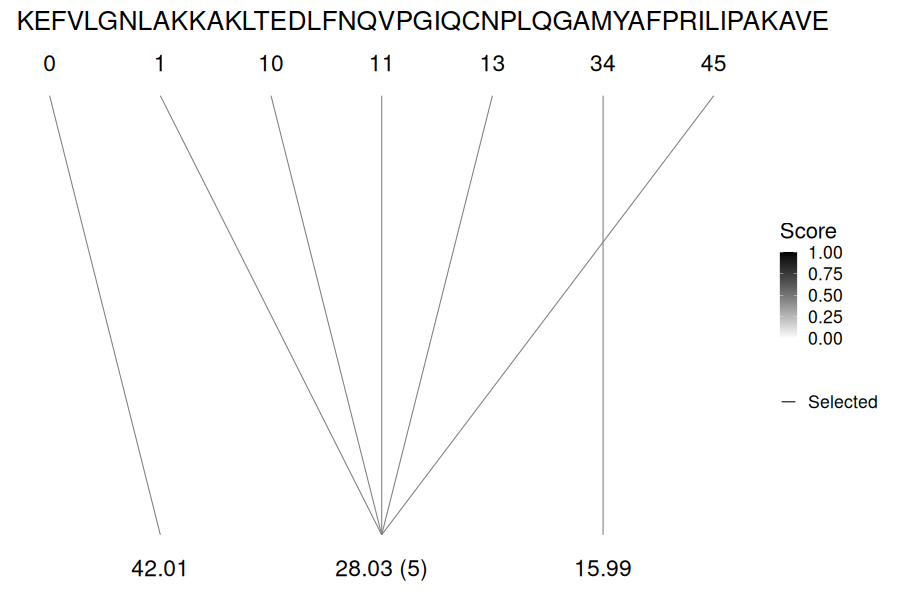 KEFVLGNLAKKAKLTEDLFNQVPGIQCNPLQGAMYAFPRILIPAKAVE
0 1 10 11 13 34 45
Score
1.00
0.75
0.50
0.25
0.00
Selected
42.01 28.03 (5) 15.99